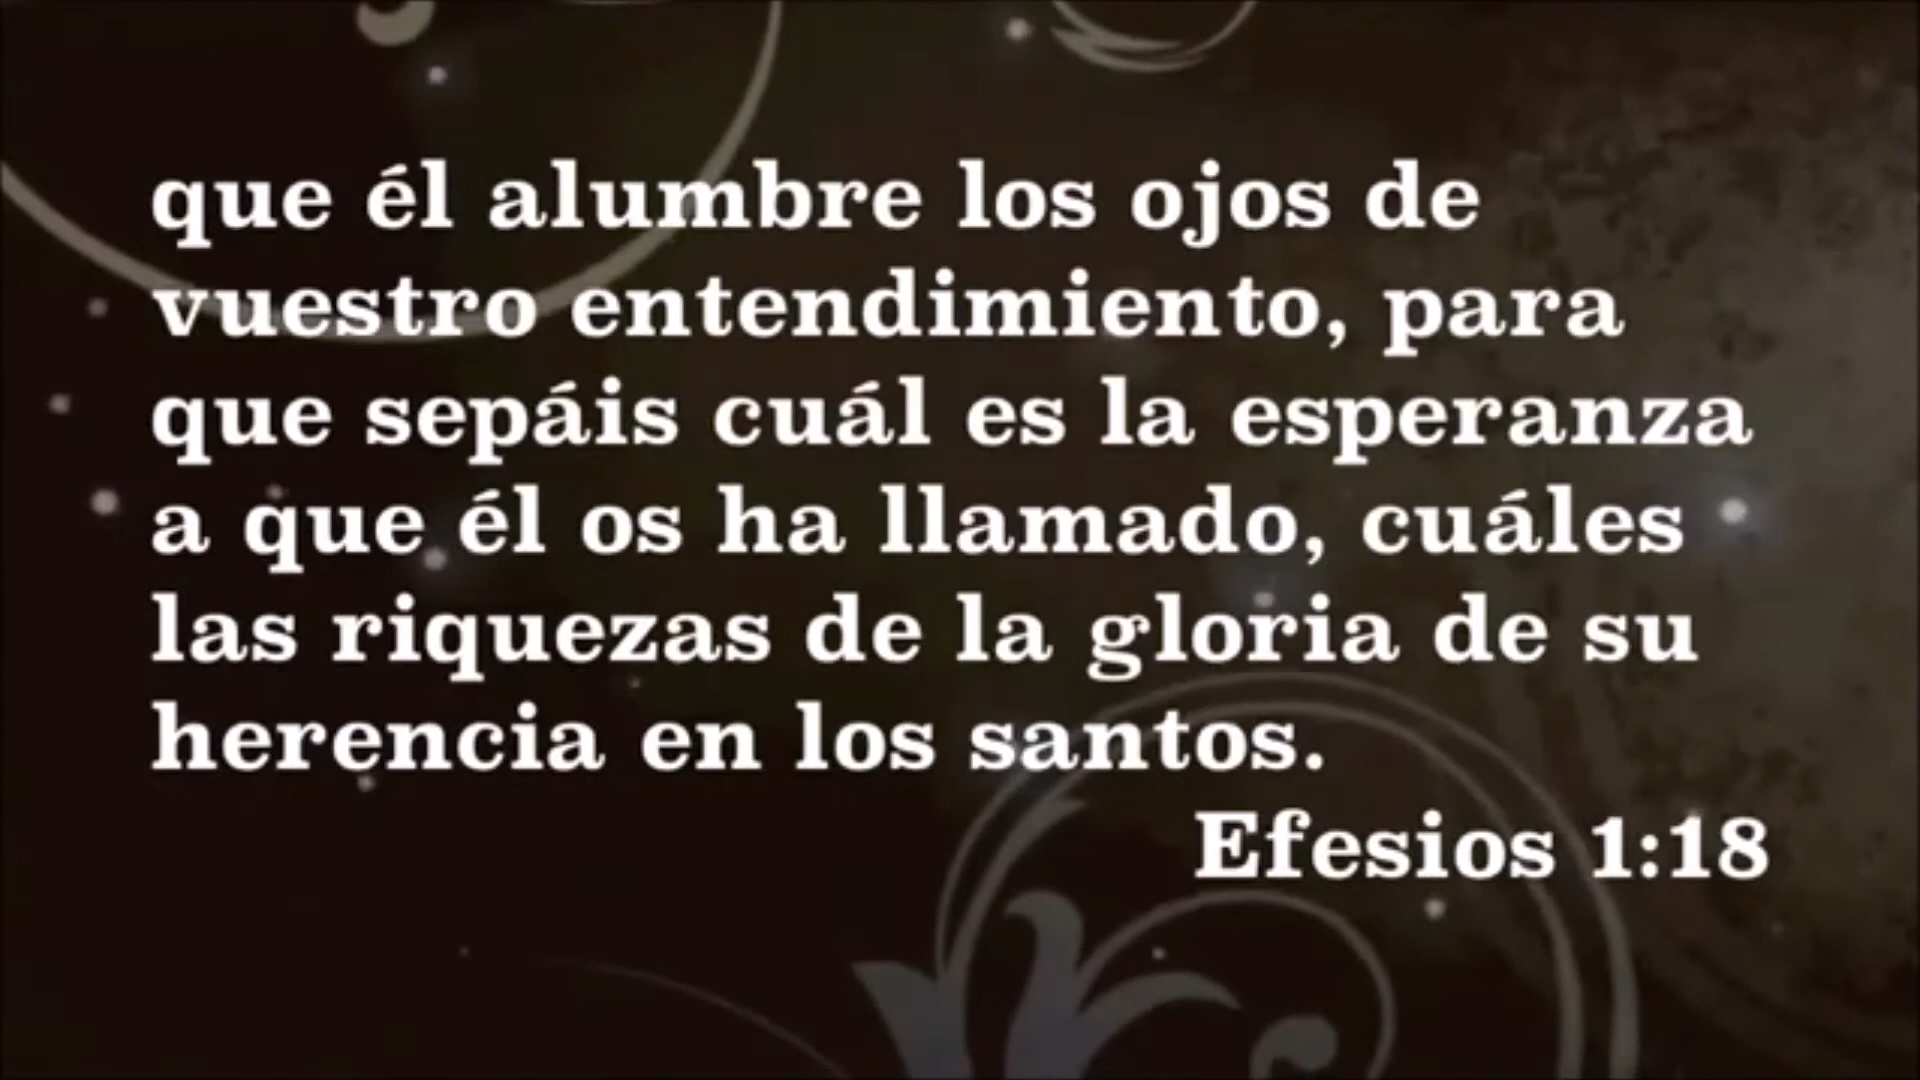 que él alumbre los ojos de
vuestro entendimiento, para
que sepáis cuál es la esperanza
a que él os ha llamado, cuáles
las riquezas de la gloria de su
herencia en los santos.
Efesios 1:18